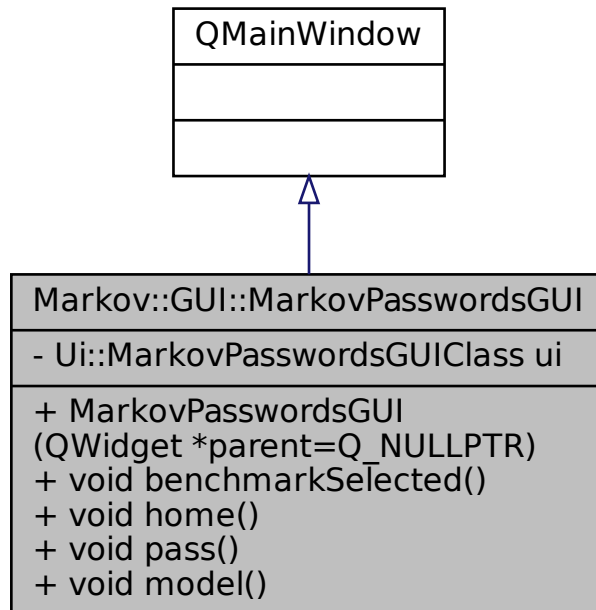 QMainWindow
Markov::GUI::MarkovPasswordsGUI
- Ui::MarkovPasswordsGUIClass ui
+ MarkovPasswordsGUI
(QWidget *parent=Q_NULLPTR)
+ void benchmarkSelected()
+ void home()
+ void pass()
+ void model()